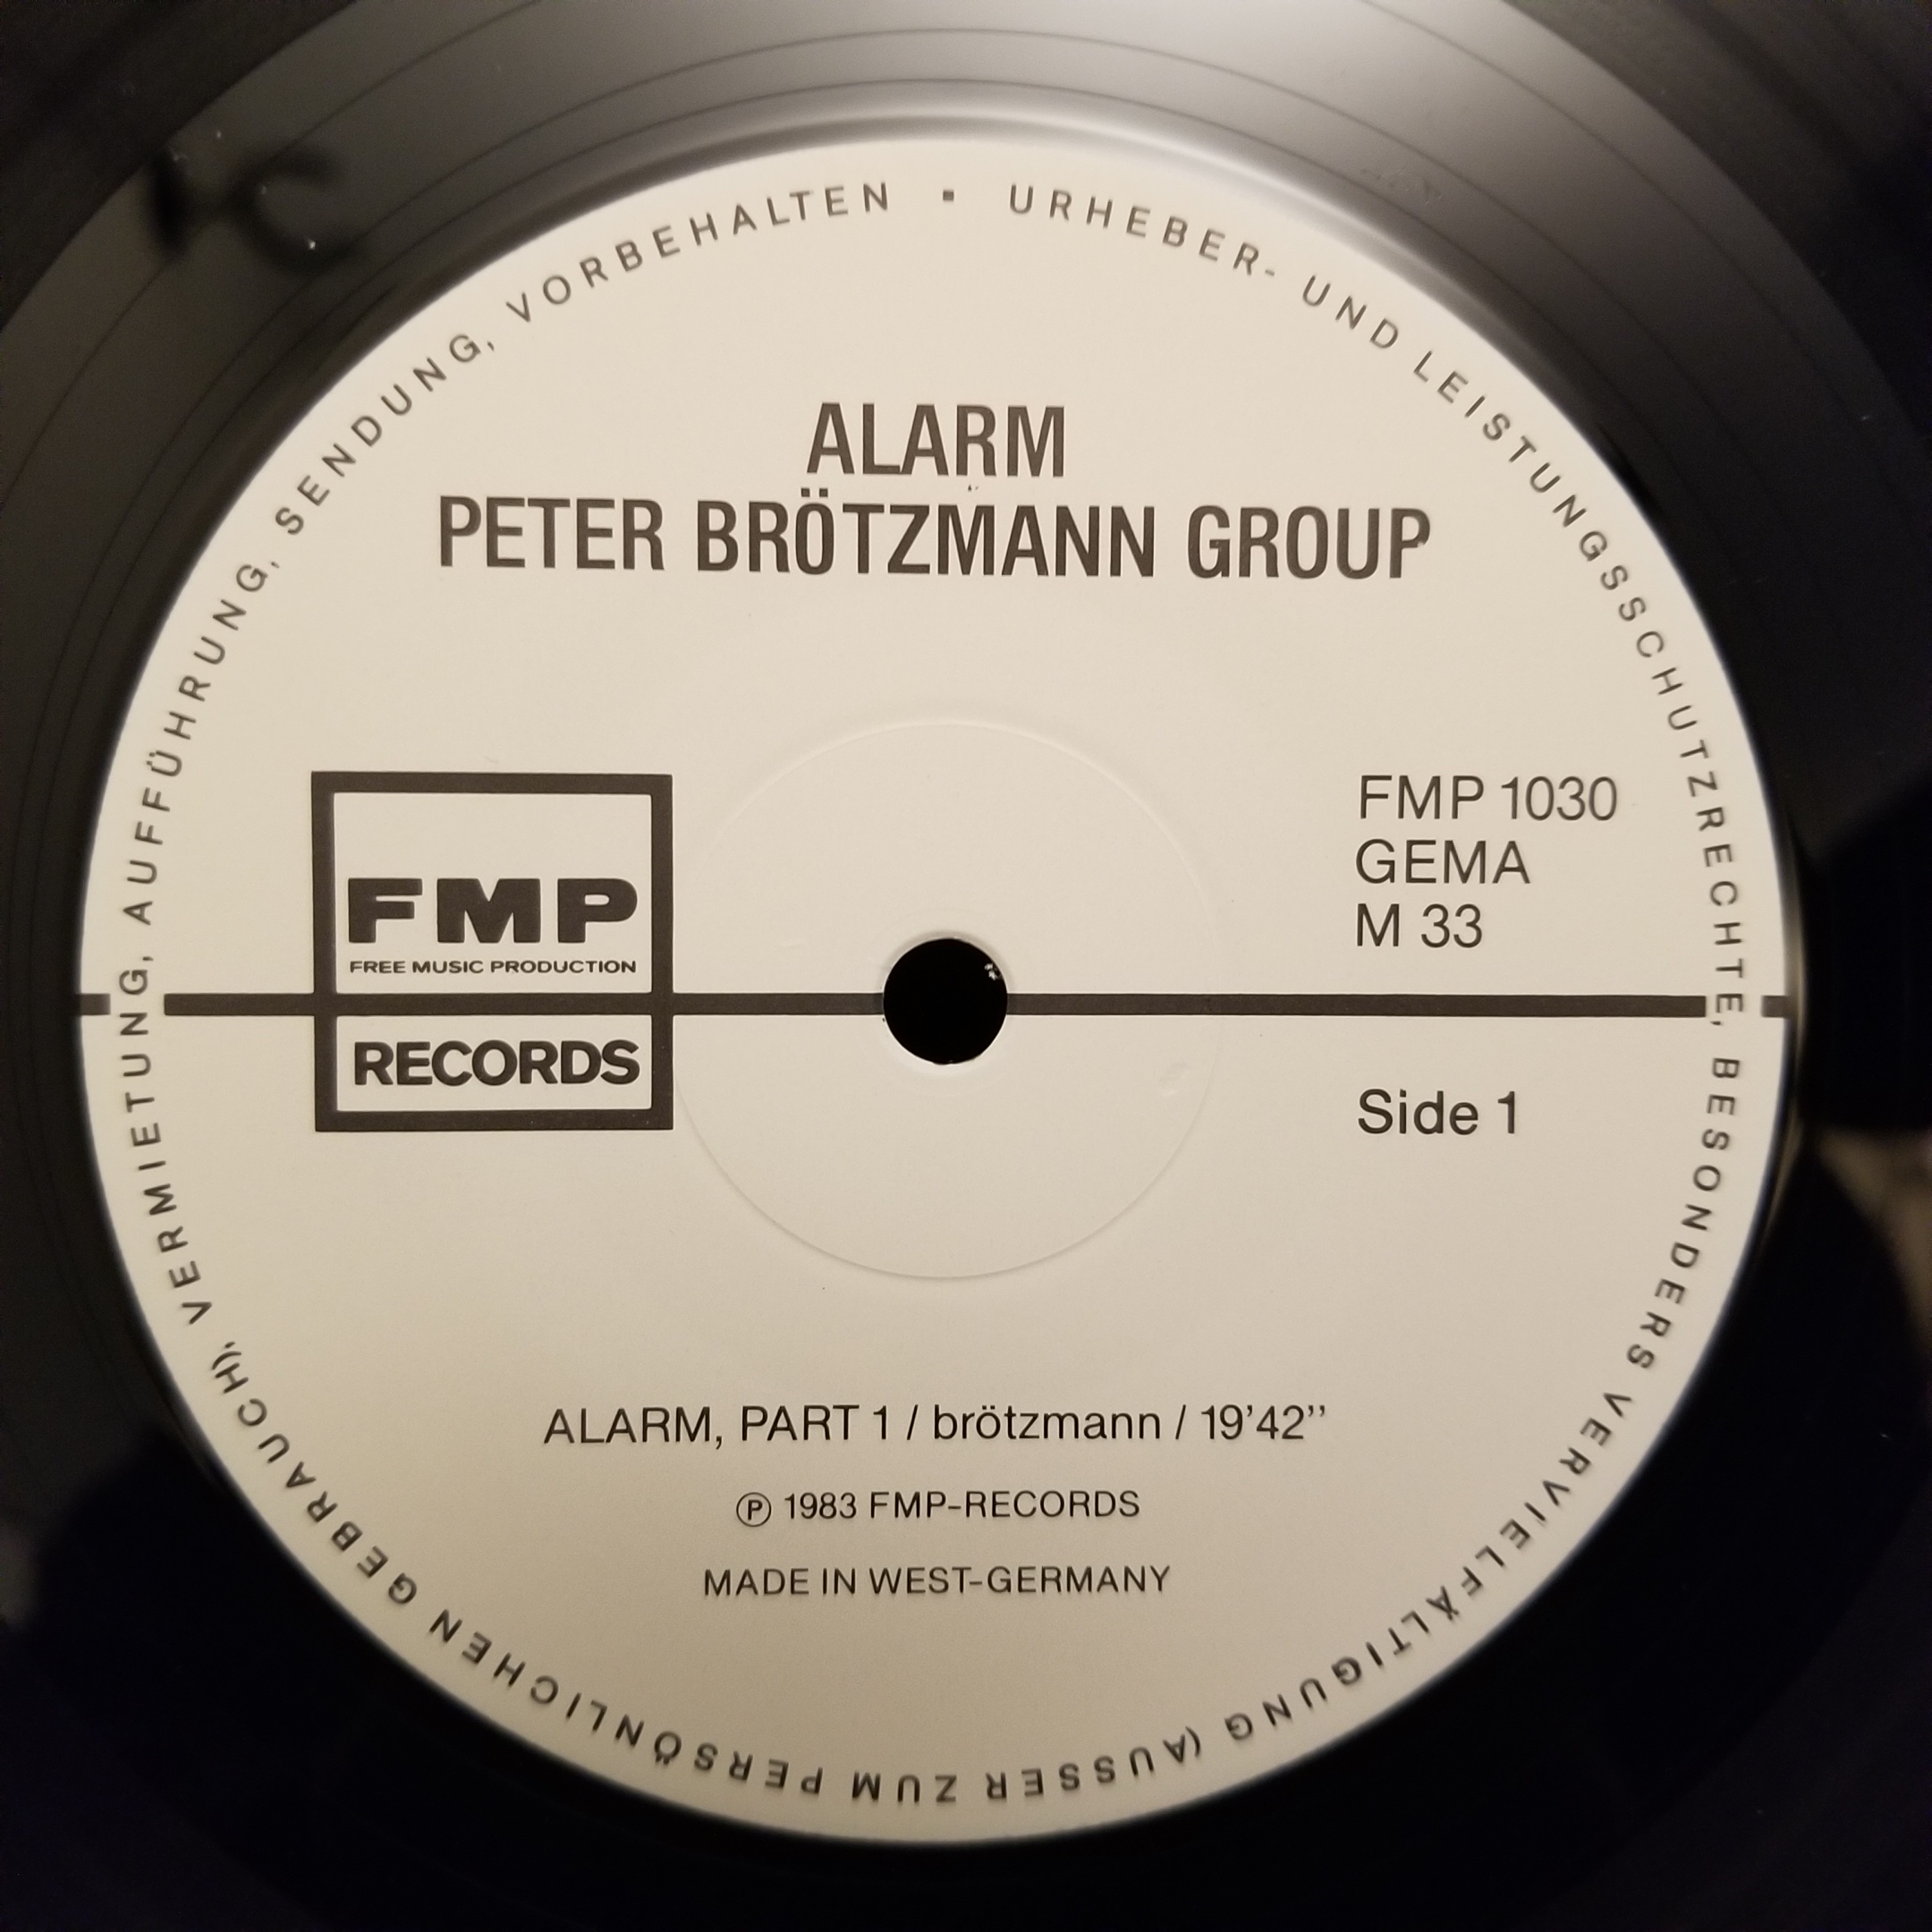 URHEBER- UND LEISTUNGSSCHUTZRECHTE, BESONDERS VERVIELFÄLTIGUNG (AUSSER ZUM PERSÖNLICHEN GEBRAUCH), VERMIETUNG, AUFFÜHRUNG, SENDUNG, VORBEHALTEN ▪
ALARM
PETER BRÖTZMANN GROUP
FMP
FREE MUSIC PRODUCTION
RECORDS
FMP 1030
GEMA
M 33
Side 1
ALARM, PART 1 / brötzmann / 19’42’’
Ⓟ 1983 FMP-RECORDS
MADE IN WEST-GERMANY